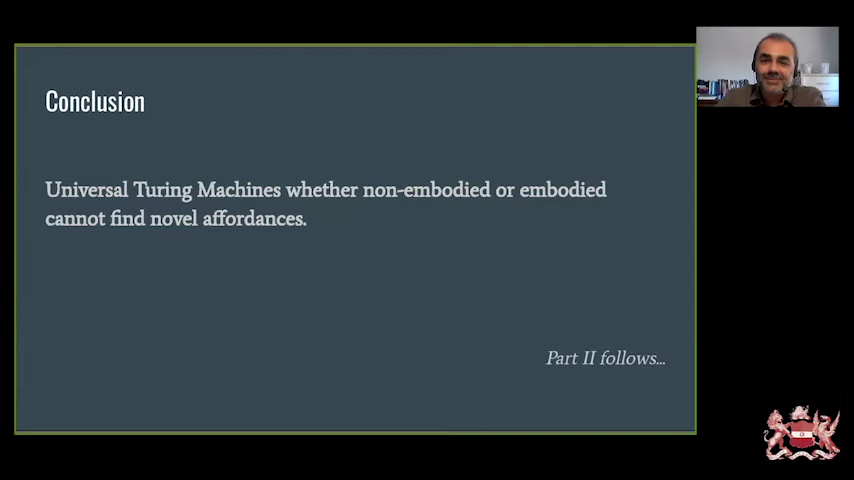 Conclusion
Universal Turing Machines whether non-embodied or embodied
cannot find novel affordances.
Part II follows...